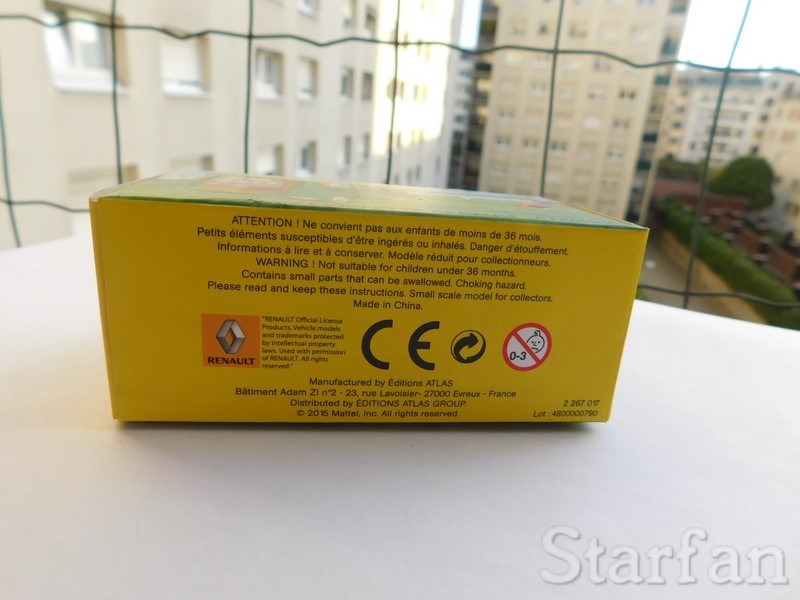 ATTENTION ! Ne convient pas aux enfants de moins de 36 mois.
Petits éléments susceptibles d'être ingérés ou inhalés. Danger d'étouffement.
Informations à lire et à conserver. Modèle réduit pour collectionneurs.
WARNING ! Not suitable for children under 36 months.
Contains small parts that can be swallowed. Choking hazard.
Please read and keep these instructions. Small scale model for collectors.
Made in China.
RENAULT
"RENAULT Official License
Products. Vehicle models
and trademarks protected
by intellectual property
laws. Used with permission
of RENAULT. All rights
reserved."
CE
0-3
Manufactured by Éditions ATLAS
Bâtiment Adam ZI n°2 - 23, rue Lavoisier- 27000 Evreux - France
Distributed by ÉDITIONS ATLAS GROUP.
© 2015 Mattel, Inc. All rights reserved.
2 267 017
Lot : 4800000790
Starfan